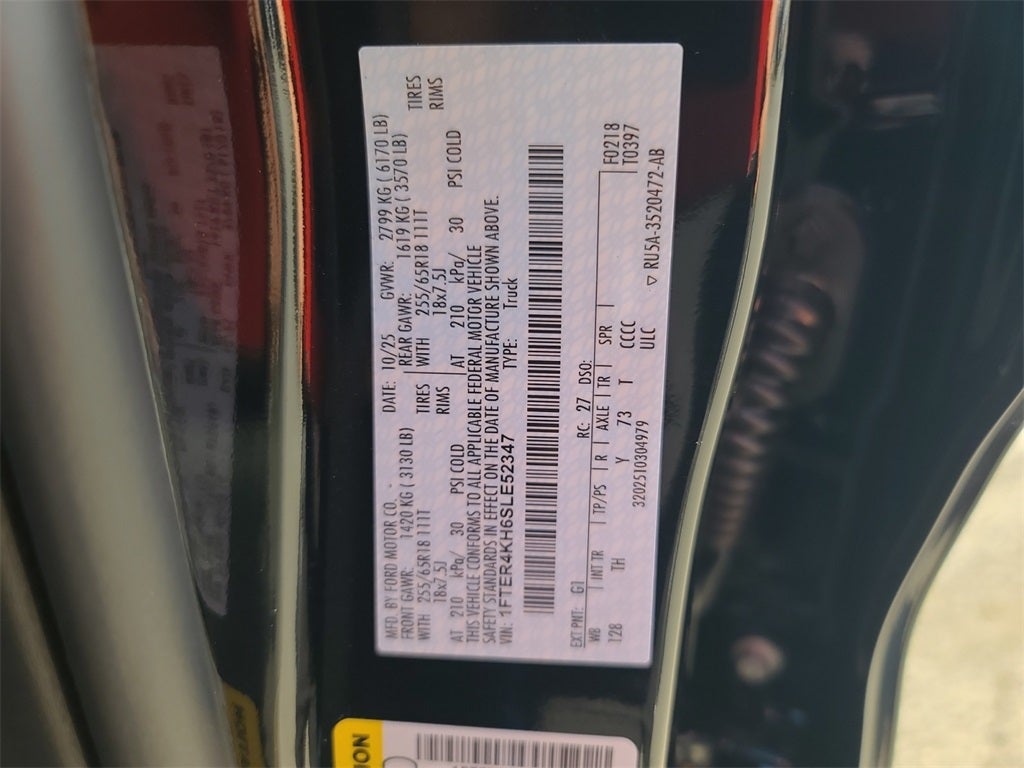 MFD. BY FORD MOTOR CO. DATE: 10/25 GVWR: 2799 KG ( 6170 LB)
FRONT GAWR: 1420 KG ( 3130 LB) REAR GAWR: 1619 KG ( 3570 LB)
WITH 255/65R18 111T TIRES WITH 255/65R18 111T TIRES
18x7.5J RIMS 18x7.5J RIMS
AT 210 kPa/ 30 PSI COLD AT 210 kPa/ 30 PSI COLD
THIS VEHICLE CONFORMS TO ALL APPLICABLE FEDERAL MOTOR VEHICLE
SAFETY STANDARDS IN EFFECT ON THE DATE OF MANUFACTURE SHOWN ABOVE.
VIN: 1FTER4KH6SLE52347 TYPE: Truck
EXT PNT: G1 RC: 27 DSO: F0218
WB INT TR TP/PS R AXLE TR SPR T0397
128 TH Y 73 T CCCC
ULC
3202510304979 RU5A-3520472-AB
ION